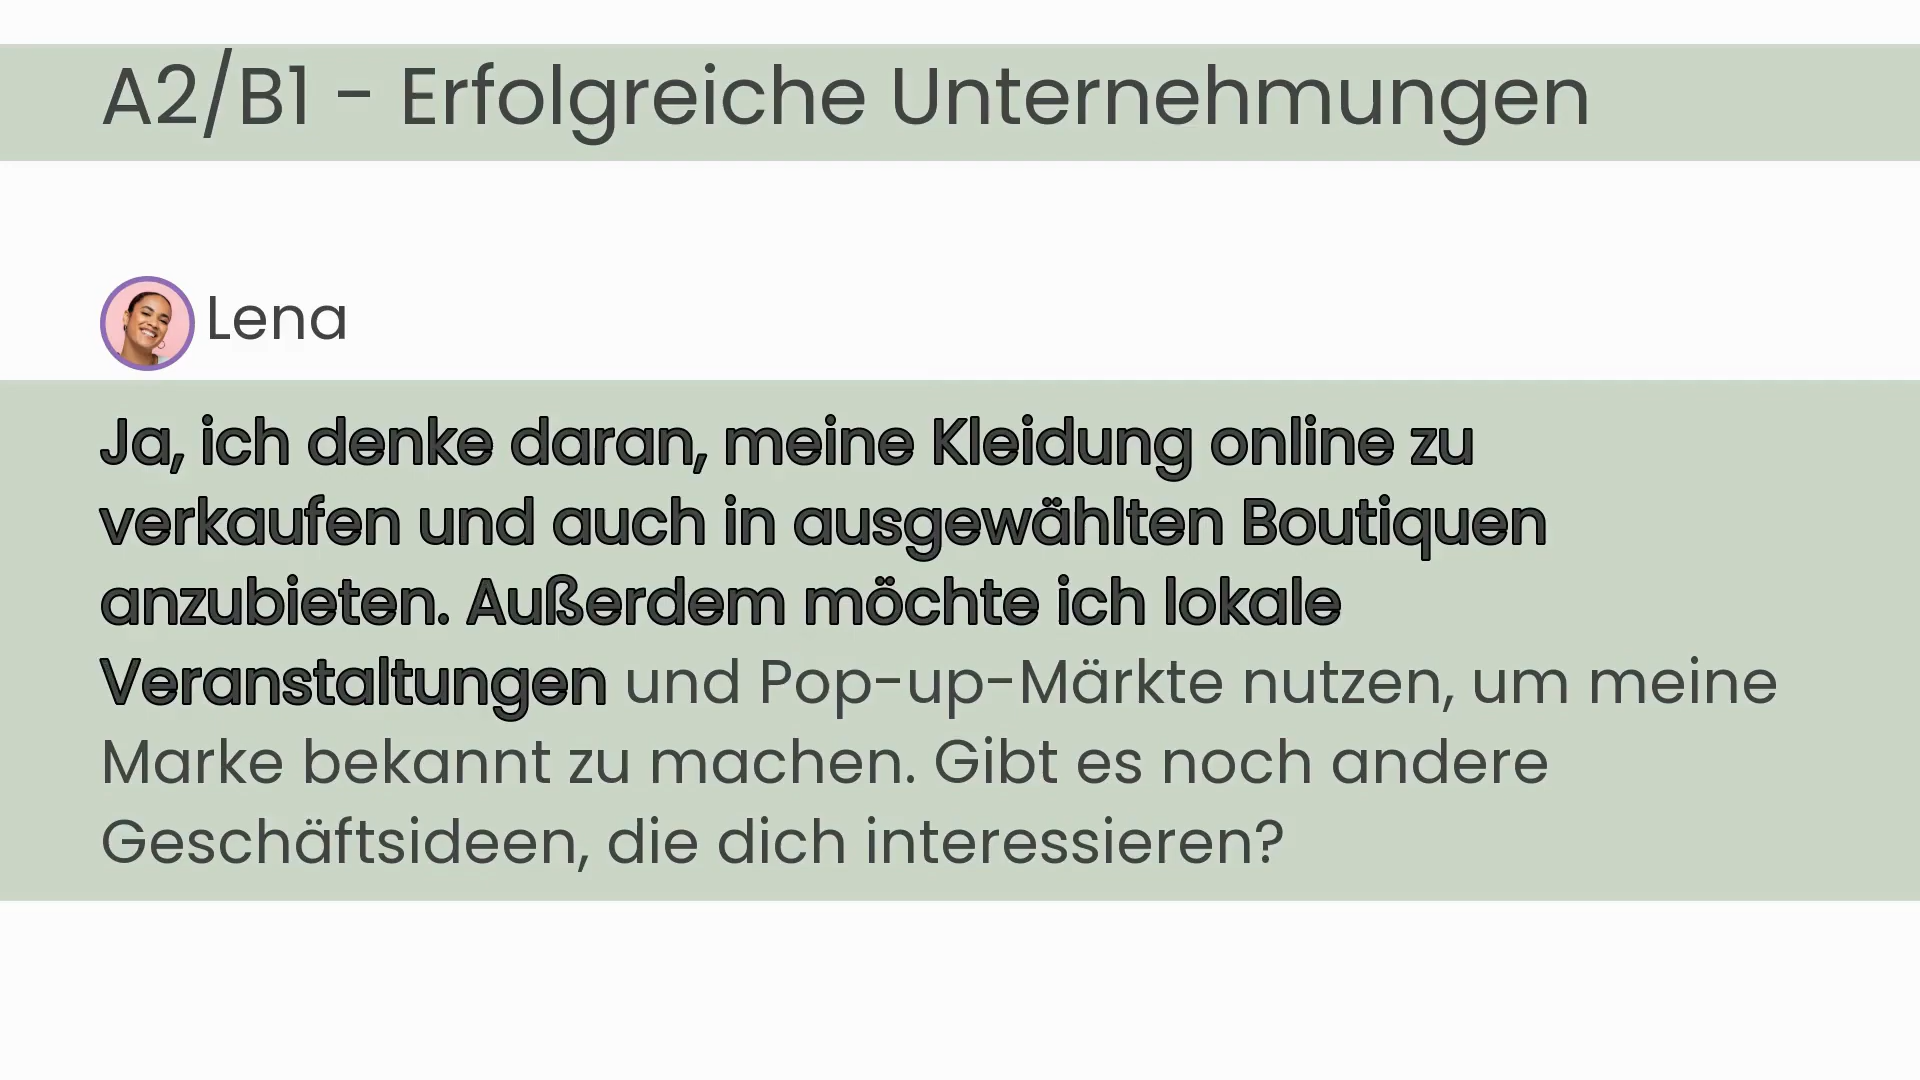 A2/B1 - Erfolgreiche Unternehmungen
Lena
Ja, ich denke daran, meine Kleidung online zu
verkaufen und auch in ausgewählten Boutiquen
anzubieten. Außerdem möchte ich lokale
Veranstaltungen und Pop-up-Märkte nutzen, um meine
Marke bekannt zu machen. Gibt es noch andere
Geschäftsideen, die dich interessieren?